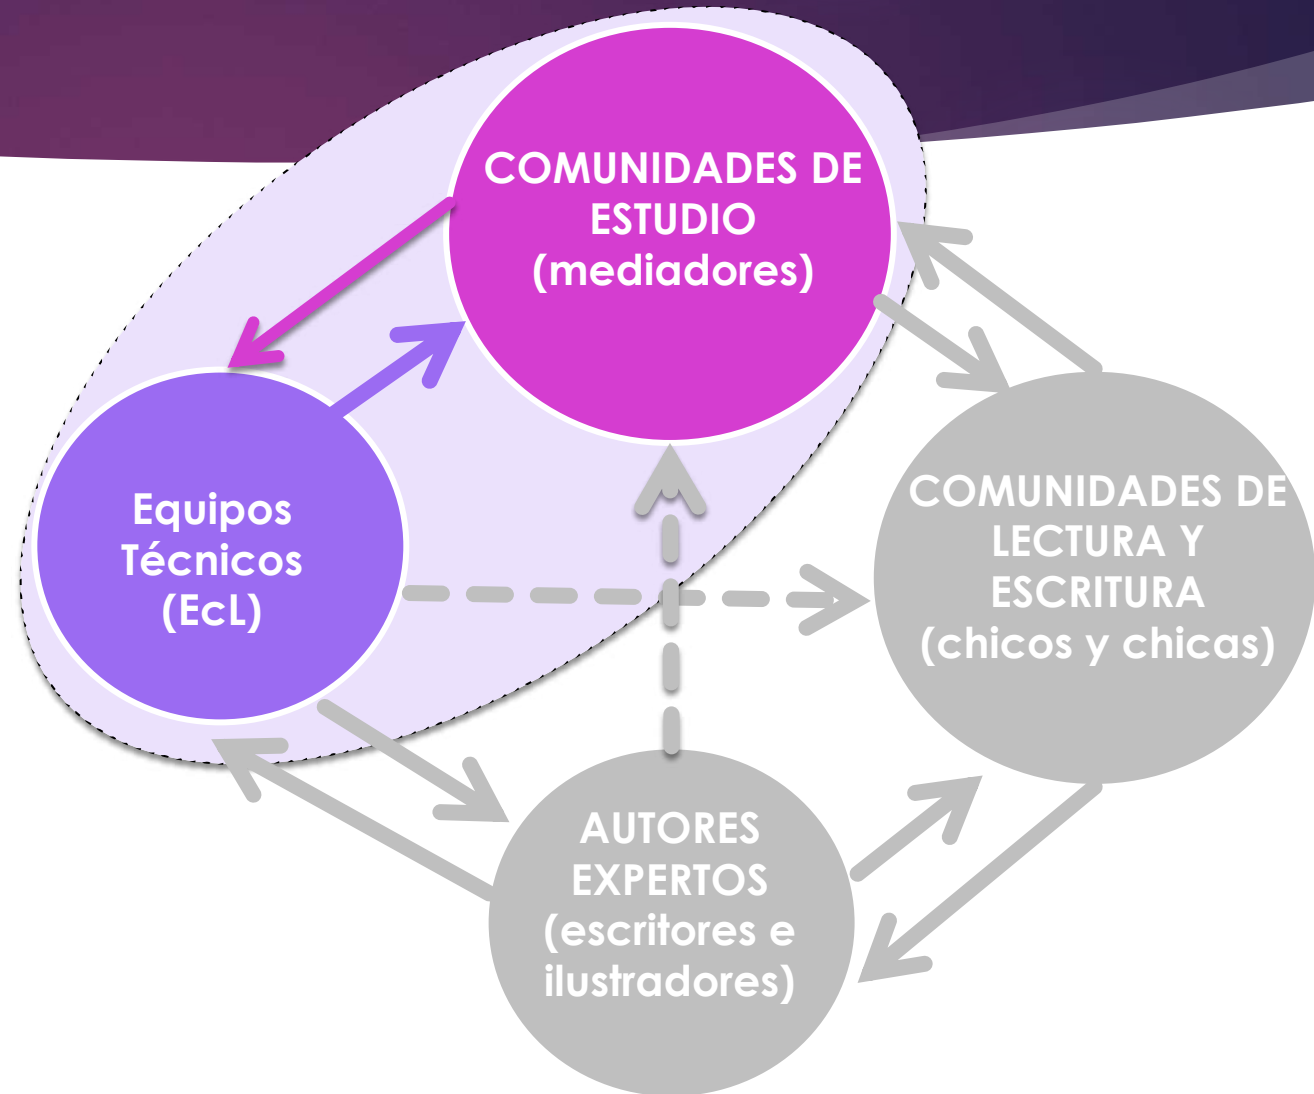 COMUNIDADES DE
ESTUDIO
(mediadores)
Equipos
Técnicos
(EcL)
COMUNIDADES DE
LECTURA Y
ESCRITURA
(chicos y chicas)
AUTORES
EXPERTOS
(escritores e
ilustradores)